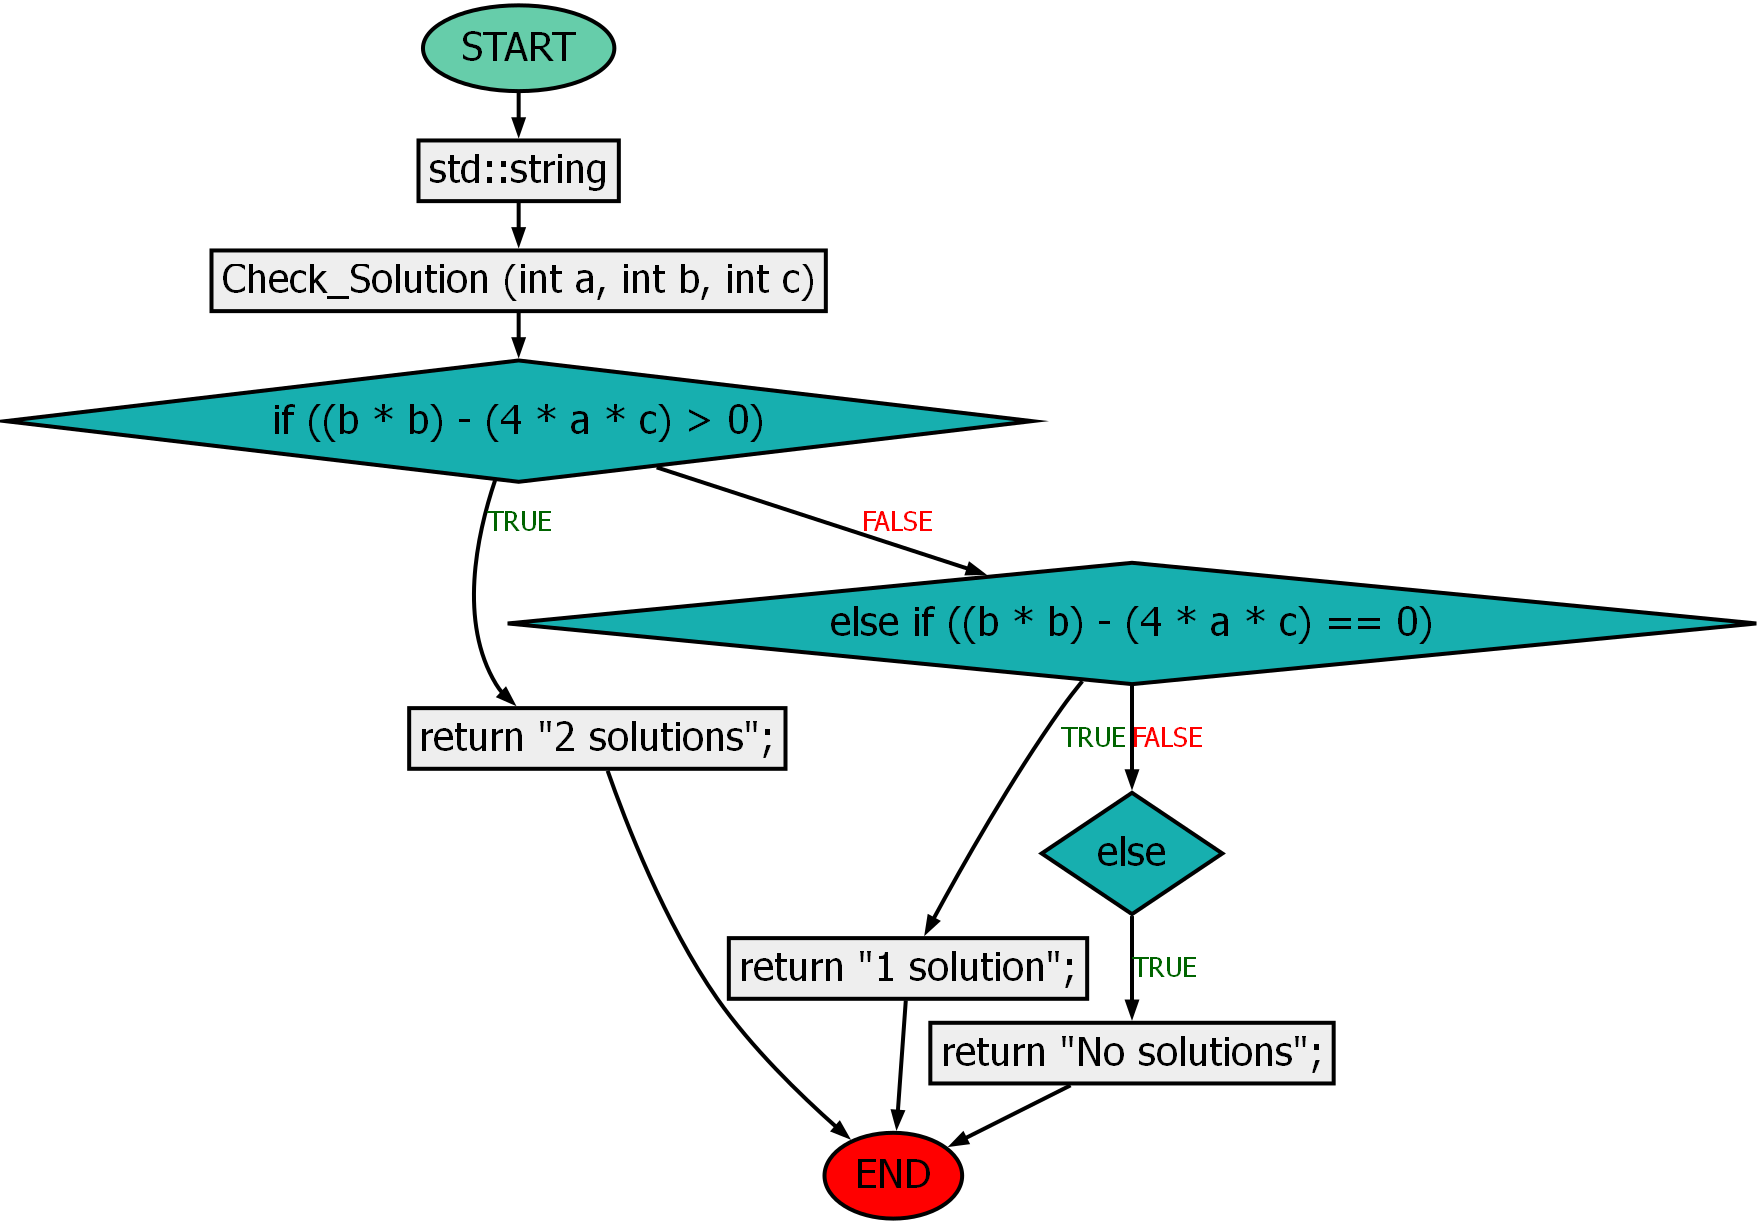 START
std::string
Check_Solution (int a, int b, int c)
if ((b * b) - (4 * a * c) > 0)
TRUE
FALSE
else if ((b * b) - (4 * a * c) == 0)
return "2 solutions";
TRUE
FALSE
else
return "1 solution";
TRUE
return "No solutions";
END